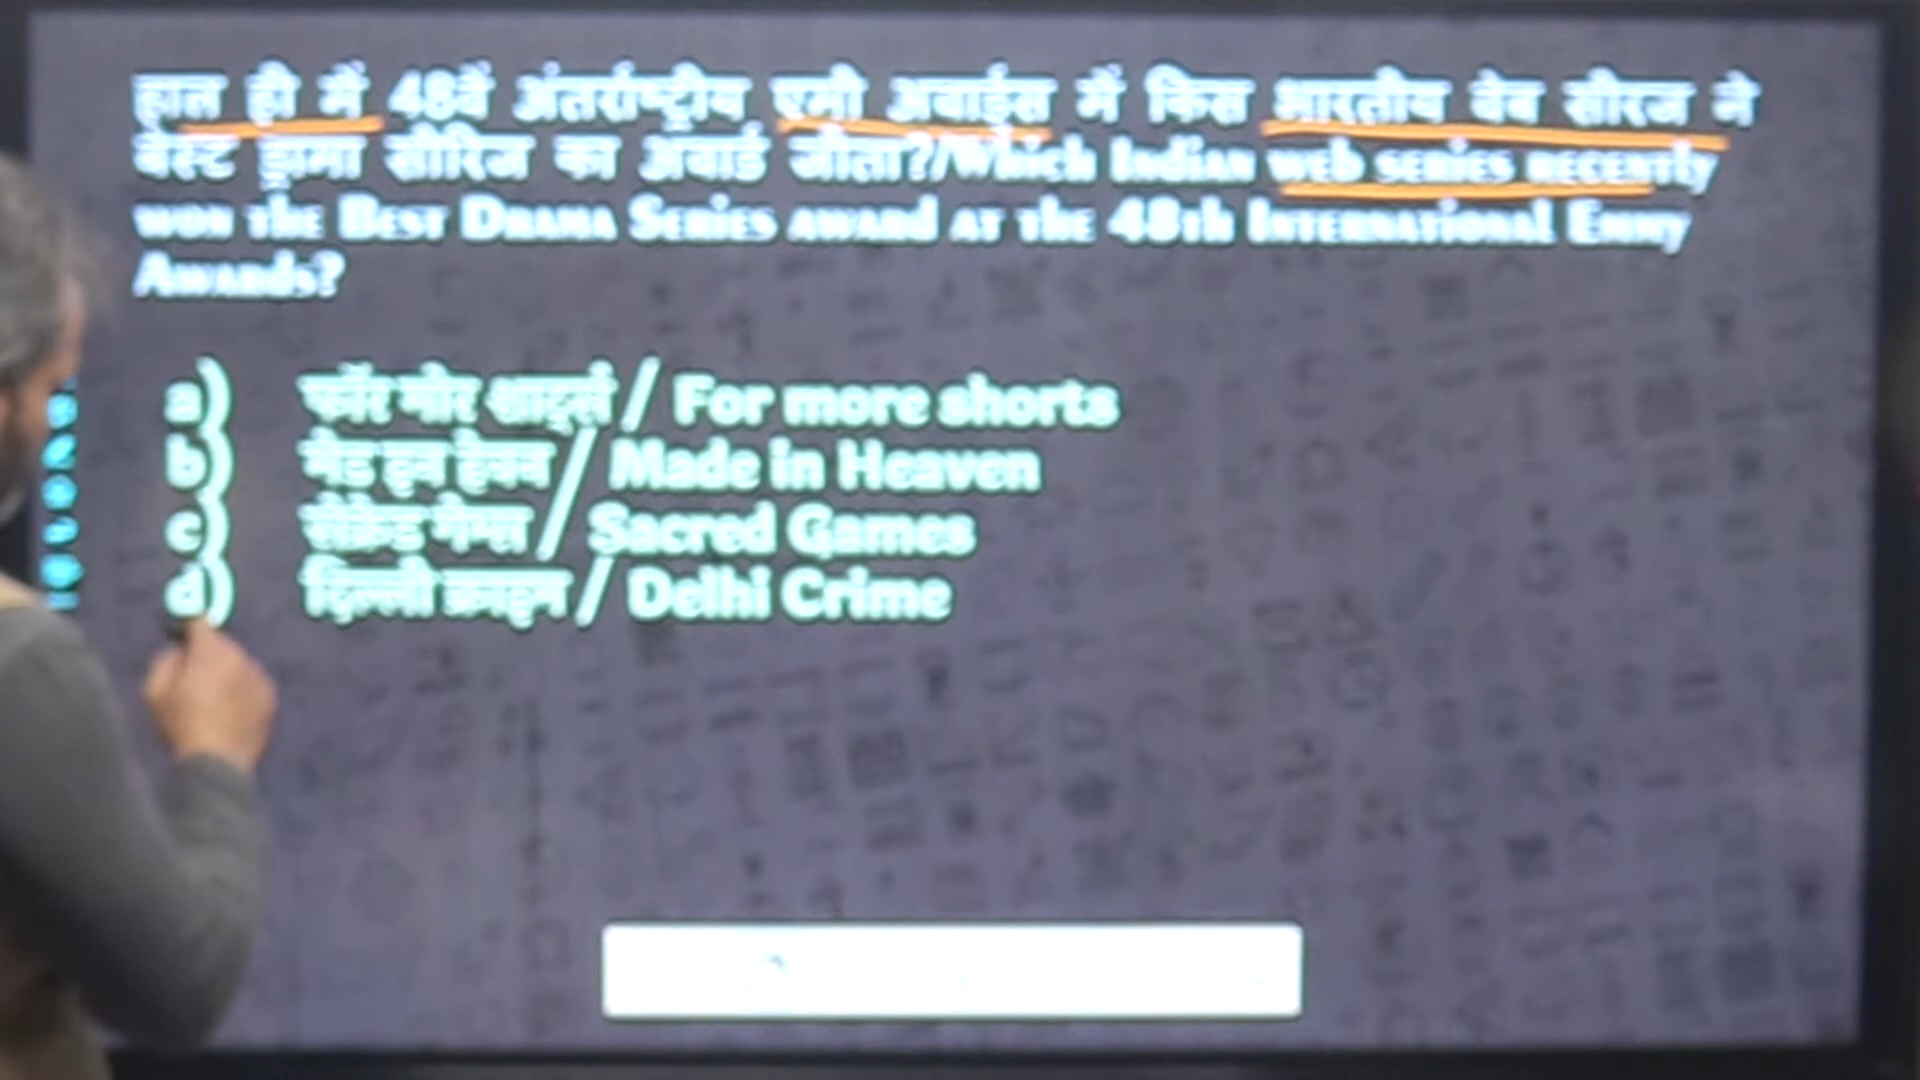 हाल ही में 48वें अंतर्राष्ट्रीय एमी अवार्ड्स में किस भारतीय वेब सीरीज ने
बेस्ट ड्रामा सीरिज का अवार्ड जीता?/Which Indian web series recently
won the Best Drama Series award at the 48th International Emmy
Awards?
a) फॉर मोर शार्ट्स / For more shorts
b) मेड इन हेवन / Made in Heaven
c) सेक्रेड गेम्स / Sacred Games
d) दिल्ली क्राइम / Delhi Crime